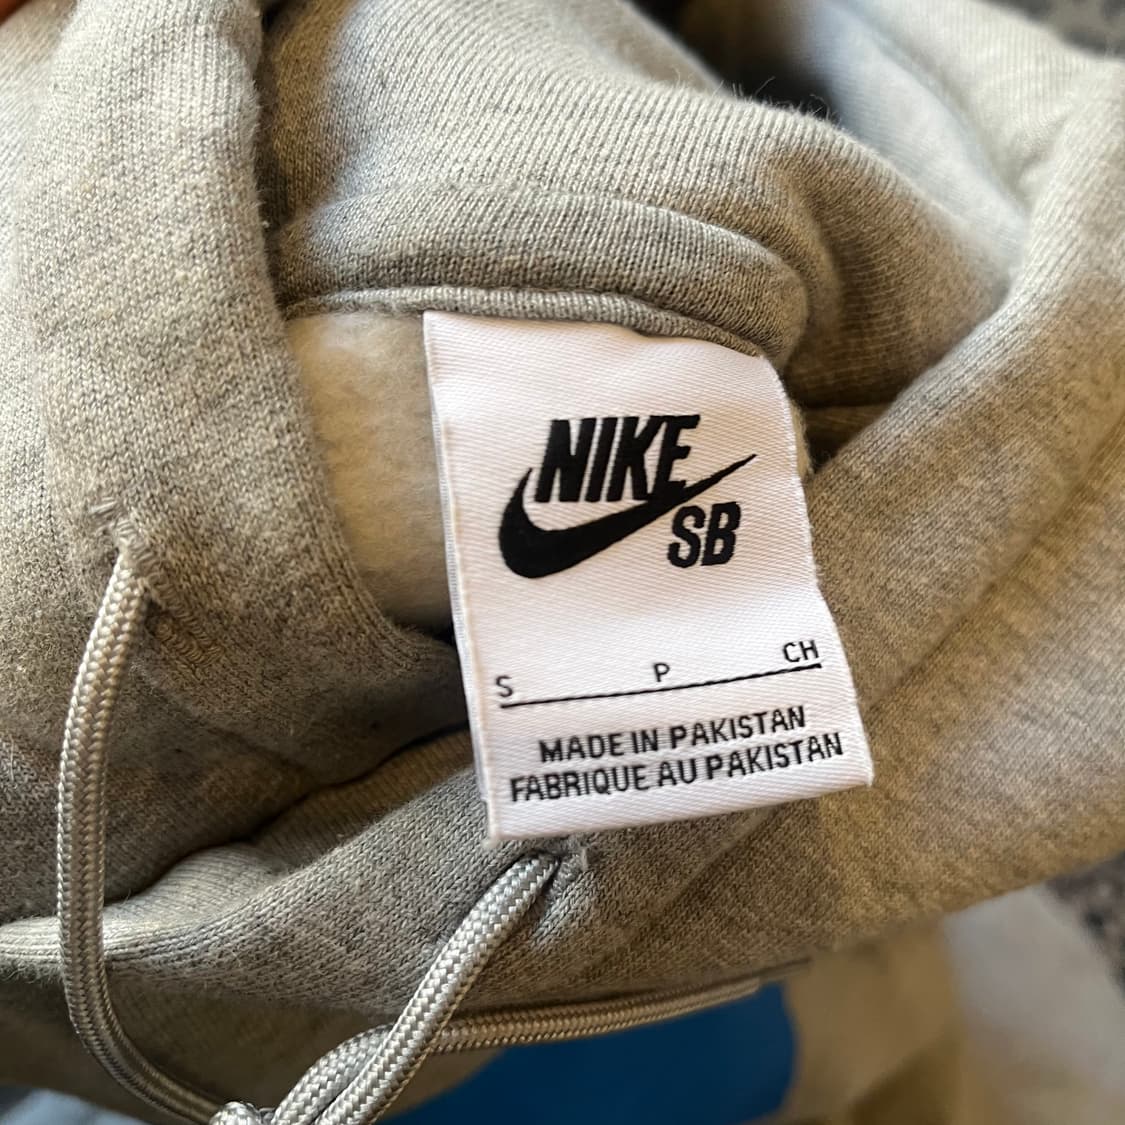 NIKE
SB
S P CH
MADE IN PAKISTAN
FABRIQUE AU PAKISTAN